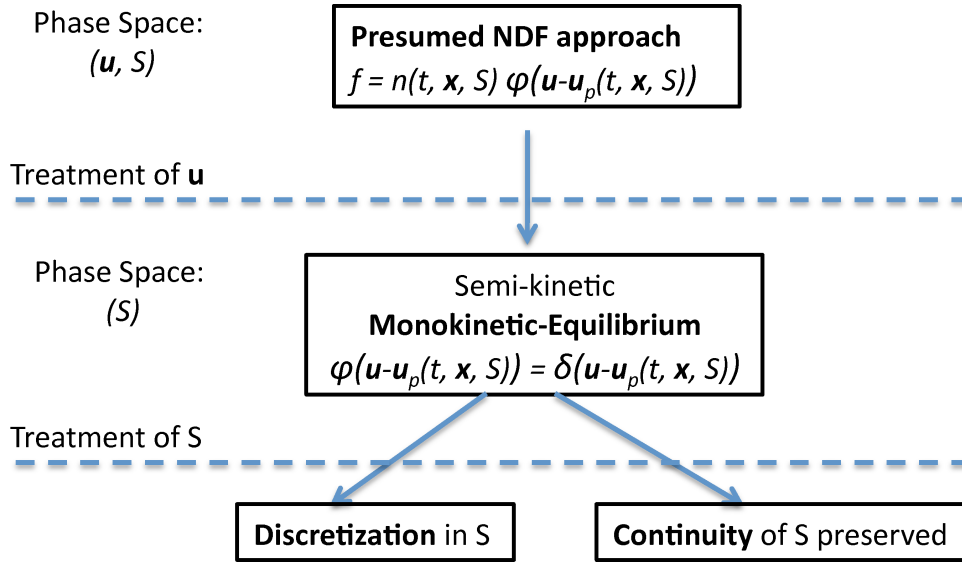 Phase Space:
(u, S)
Presumed NDF approach
f = n(t, x, S) φ(u-uₚ(t, x, S))
Treatment of u
Phase Space:
(S)
Semi-kinetic
Monokinetic-Equilibrium
φ(u-uₚ(t, x, S)) = δ(u-uₚ(t, x, S))
Treatment of S
Discretization in S
Continuity of S preserved